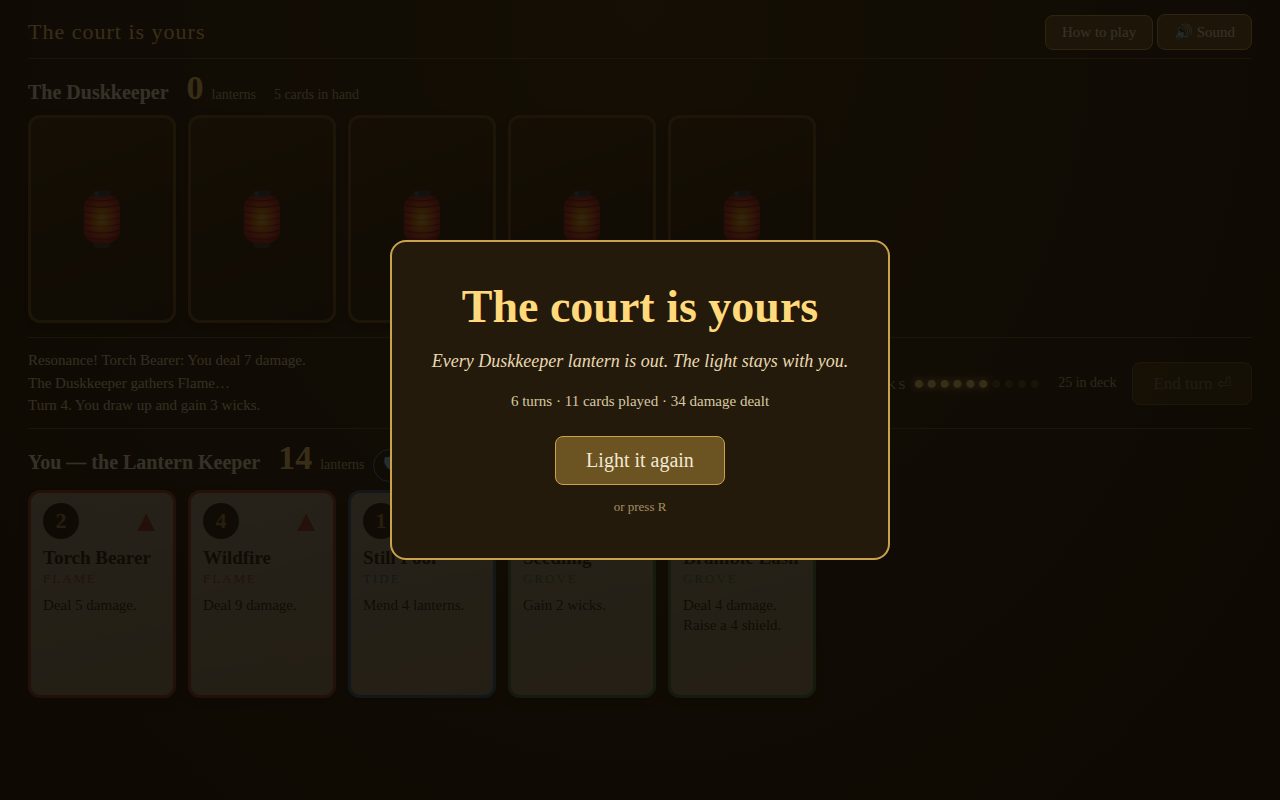 The court is yours
How to play
🔊 Sound
The Duskkeeper 0 lanterns 5 cards in hand
Resonance! Torch Bearer: You deal 7 damage.
The Duskkeeper gathers Flame…
Turn 4. You draw up and gain 3 wicks.
25 in deck
End turn ⏎
The court is yours
Every Duskkeeper lantern is out. The light stays with you.
6 turns · 11 cards played · 34 damage dealt
Light it again
or press R
You — the Lantern Keeper 14 lanterns
2
Torch Bearer
FLAME
Deal 5 damage.
4
Wildfire
FLAME
Deal 9 damage.
1
Still Pool
TIDE
Mend 4 lanterns.
Seedling
GROVE
Gain 2 wicks.
Bramble Lash
GROVE
Deal 4 damage.
Raise a 4 shield.